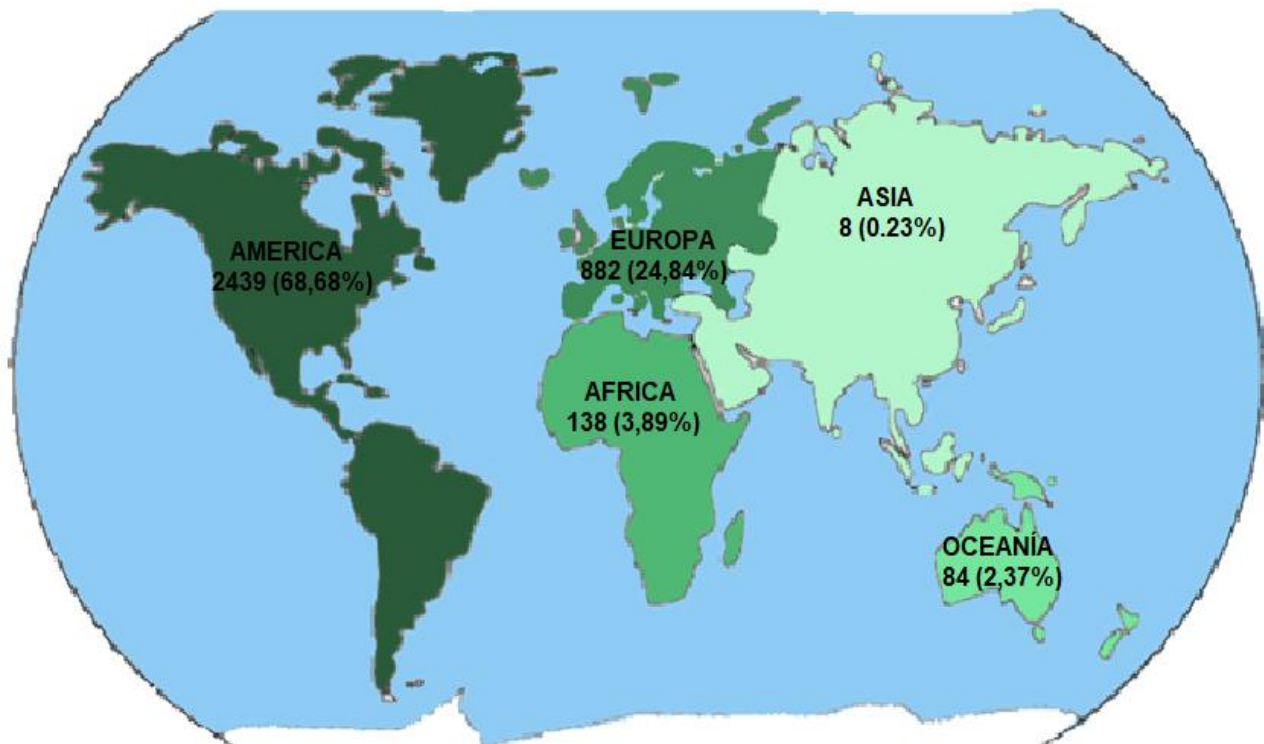 AMERICA
2439 (68,68%)
EUROPA
882 (24,84%)
ASIA
8 (0.23%)
AFRICA
138 (3,89%)
OCEANÍA
84 (2,37%)